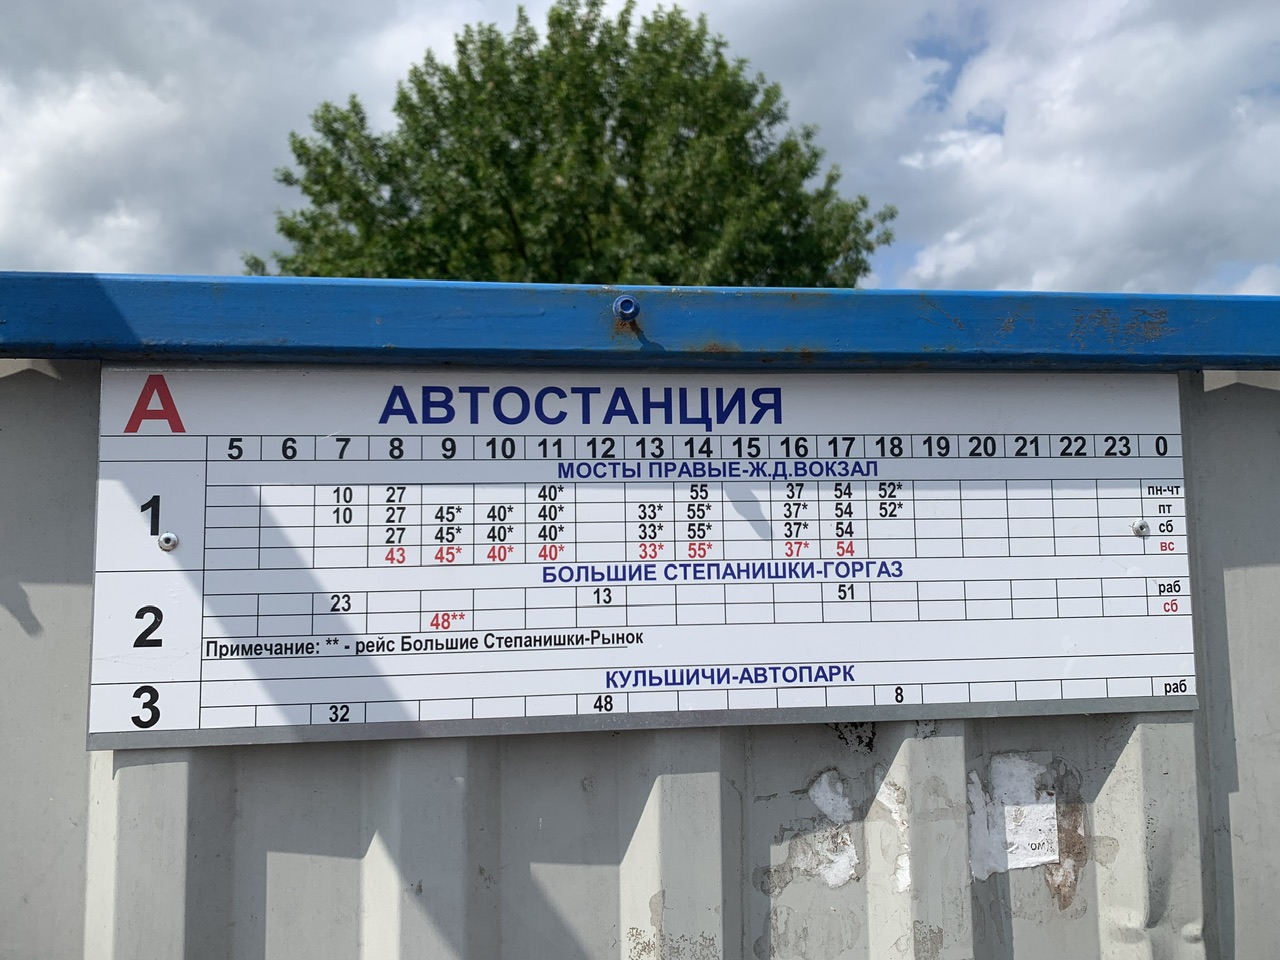 А АВТОСТАНЦИЯ
5 6 7 8 9 10 11 12 13 14 15 16 17 18 19 20 21 22 23 0
1 МОСТЫ ПРАВЫЕ-Ж.Д.ВОКЗАЛ
10 27 40* 55 37 54 52* пн-чт
10 27 45* 40* 40* 33* 55* 37* 54 52* пт
27 45* 40* 40* 33* 55* 37* 54 сб
43 45* 40* 40* 33* 55* 37* 54 вс
2 БОЛЬШИЕ СТЕПАНИШКИ-ГОРГАЗ
23 13 51 раб
48** сб
Примечание: ** - рейс Большие Степанишки-Рынок
3 КУЛЬШИЧИ-АВТОПАРК
32 48 8 раб